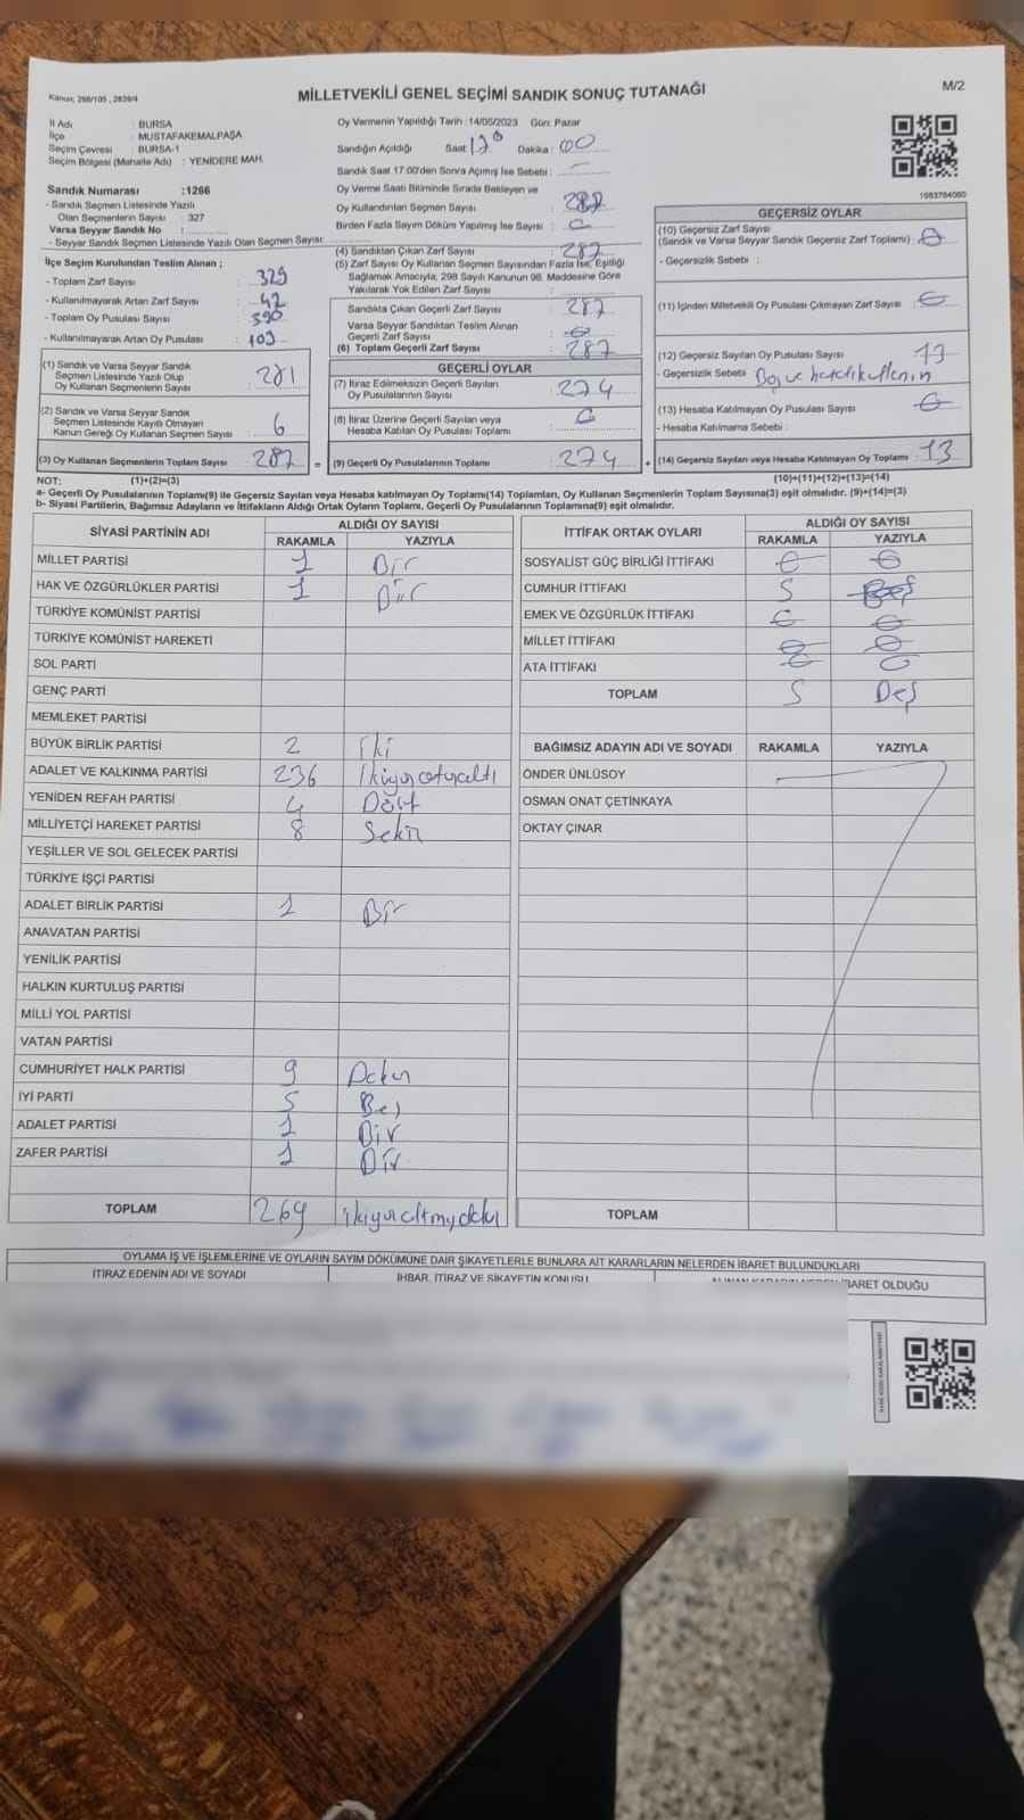 Kanun; 298/105 , 2839/4
MİLLETVEKİLİ GENEL SEÇİMİ SANDIK SONUÇ TUTANAĞI
M/2
İl Adı : BURSA
İlçe : MUSTAFAKEMALPAŞA
Seçim Çevresi : BURSA-1
Seçim Bölgesi (Mahalle Adı) : YENİDERE MAH.
Oy Vermenin Yapıldığı Tarih :14/05/2023 Gün: Pazar
Sandığın Açıldığı Saat Dakika : 00
Sandık Saat 17:00'den Sonra Açımış İse Sebebi :
Sandık Numarası :1266
- Sandık Seçmen Listesinde Yazılı
Olan Seçmenlerin Sayısı : 327
Varsa Seyyar Sandık No :
- Seyyar Sandık Seçmen Listesinde Yazılı Olan Seçmen Sayısı:
Oy Verme Saati Bitiminde Sırada Bekleyen ve
Oy Kullandırılan Seçmen Sayısı :
Birden Fazla Sayım Döküm Yapılmış İse Sayısı :
İlçe Seçim Kurulundan Teslim Alınan ;
- Toplam Zarf Sayısı : 329
- Kullanılmayarak Artan Zarf Sayısı : 42
- Toplam Oy Pusulası Sayısı : 390
- Kullanılmayarak Artan Oy Pusulası : 103
(4) Sandıktan Çıkan Zarf Sayısı : 287
(5) Zarf Sayısı Oy Kullanan Seçmen Sayısından Fazla İse, Eşitliği
Sağlamak Amacıyla, 298 Sayılı Kanunun 98. Maddesine Göre
Yakılarak Yok Edilen Zarf Sayısı :
Sandıkta Çıkan Geçerli Zarf Sayısı : 287
Varsa Seyyar Sandıktan Teslim Alınan
Geçerli Zarf Sayısı :
(6) Toplam Geçerli Zarf Sayısı : 287
1083784060
GEÇERSİZ OYLAR
(10) Geçersiz Zarf Sayısı
(Sandık ve Varsa Seyyar Sandık Geçersiz Zarf Toplamı) :
- Geçersizlik Sebebi :
(11) İçinden Milletvekili Oy Pusulası Çıkmayan Zarf Sayısı :
(12) Geçersiz Sayılan Oy Pusulası Sayısı : 13
- Geçersizlik Sebebi : Boş ve hatalı kullanım
(13) Hesaba Katılmayan Oy Pusulası Sayısı :
- Hesaba Katılmama Sebebi :
(14) Geçersiz Sayılan veya Hesaba Katılmayan Oy Toplamı : 13
(10)+(11)+(12)+(13)=(14)
(1) Sandık ve Varsa Seyyar Sandık
Seçmen Listesinde Yazılı Olup
Oy Kullanan Seçmenlerin Sayısı : 281
(2) Sandık ve Varsa Seyyar Sandık
Seçmen Listesinde Kayıtlı Olmayan
Kanun Gereği Oy Kullanan Seçmen Sayısı : 6
(3) Oy Kullanan Seçmenlerin Toplam Sayısı : 287 =
GEÇERLİ OYLAR
(7) İtiraz Edilmeksizin Geçerli Sayılan
Oy Pusulalarının Sayısı : 274
(8) İtiraz Üzerine Geçerli Sayılan veya
Hesaba Katılan Oy Pusulası Toplamı :
(9) Geçerli Oy Pusulalarının Toplamı : 274 +
NOT: (1)+(2)=(3)
a- Geçerli Oy Pusulalarının Toplamı(9) ile Geçersiz Sayılan veya Hesaba katılmayan Oy Toplamı(14) Toplamları, Oy Kullanan Seçmenlerin Toplam Sayısına(3) eşit olmalıdır. (9)+(14)=(3)
b- Siyasi Partilerin, Bağımsız Adayların ve İttifakların Aldığı Ortak Oyların Toplamı, Geçerli Oy Pusulalarının Toplamına(9) eşit olmalıdır.
SİYASİ PARTİNİN ADI ALDIĞI OY SAYISI
RAKAMLA YAZIYLA
MİLLET PARTİSİ 1 Bir
HAK VE ÖZGÜRLÜKLER PARTİSİ 1 Bir
TÜRKİYE KOMÜNİST PARTİSİ
TÜRKİYE KOMÜNİST HAREKETİ
SOL PARTİ
GENÇ PARTİ
MEMLEKET PARTİSİ
BÜYÜK BİRLİK PARTİSİ 2 İki
ADALET VE KALKINMA PARTİSİ 236 İkiyüzotuzaltı
YENİDEN REFAH PARTİSİ 4 Dört
MİLLİYETÇİ HAREKET PARTİSİ 8 Sekiz
YEŞİLLER VE SOL GELECEK PARTİSİ
TÜRKİYE İŞÇİ PARTİSİ
ADALET BİRLİK PARTİSİ 1 Bir
ANAVATAN PARTİSİ
YENİLİK PARTİSİ
HALKIN KURTULUŞ PARTİSİ
MİLLİ YOL PARTİSİ
VATAN PARTİSİ
CUMHURİYET HALK PARTİSİ 9 Dokuz
İYİ PARTİ 5 Beş
ADALET PARTİSİ 1 Bir
ZAFER PARTİSİ 1 Bir
TOPLAM 269 ikiyüzaltmışdokuz
İTTİFAK ORTAK OYLARI ALDIĞI OY SAYISI
RAKAMLA YAZIYLA
SOSYALİST GÜÇ BİRLİĞİ İTTİFAKI
CUMHUR İTTİFAKI 5 Beş
EMEK VE ÖZGÜRLÜK İTTİFAKI
MİLLET İTTİFAKI
ATA İTTİFAKI
TOPLAM 5 Beş
BAĞIMSIZ ADAYIN ADI VE SOYADI RAKAMLA YAZIYLA
ÖNDER ÜNLÜSOY
OSMAN ONAT ÇETİNKAYA
OKTAY ÇINAR
TOPLAM
OYLAMA İŞ VE İŞLEMLERİNE VE OYLARIN SAYIM DÖKÜMÜNE DAİR ŞİKAYETLERLE BUNLARA AİT KARARLARIN NELERDEN İBARET BULUNDUKLARI
İTİRAZ EDENİN ADI VE SOYADI İHBAR, İTİRAZ VE ŞİKAYETİN KONUSU İBARET OLDUĞU